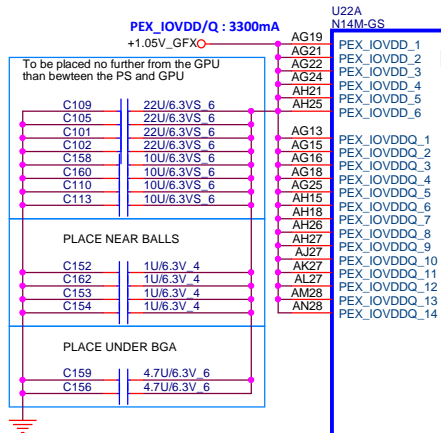 U22A
PEX_IOVDD/Q : 3300mA
N14M-GS
+1.05V_GFX
AG19 PEX_IOVDD_1
AG21 PEX_IOVDD_2
AG22 PEX_IOVDD_3
AG24 PEX_IOVDD_4
AH21 PEX_IOVDD_5
AH25 PEX_IOVDD_6
To be placed no further from the GPU
than bewteen the PS and GPU
C109 22U/6.3VS_6
C105 22U/6.3VS_6
C101 22U/6.3VS_6
C102 22U/6.3VS_6
C158 10U/6.3VS_6
C160 10U/6.3VS_6
C110 10U/6.3VS_6
C113 10U/6.3VS_6
AG13 PEX_IOVDDQ_1
AG15 PEX_IOVDDQ_2
AG16 PEX_IOVDDQ_3
AG18 PEX_IOVDDQ_4
AG25 PEX_IOVDDQ_5
AH15 PEX_IOVDDQ_6
AH18 PEX_IOVDDQ_7
AH26 PEX_IOVDDQ_8
AH27 PEX_IOVDDQ_9
AJ27 PEX_IOVDDQ_10
AK27 PEX_IOVDDQ_11
AL27 PEX_IOVDDQ_12
AM28 PEX_IOVDDQ_13
AN28 PEX_IOVDDQ_14
PLACE NEAR BALLS
C152 1U/6.3V_4
C162 1U/6.3V_4
C153 1U/6.3V_4
C154 1U/6.3V_4
PLACE UNDER BGA
C159 4.7U/6.3V_6
C156 4.7U/6.3V_6